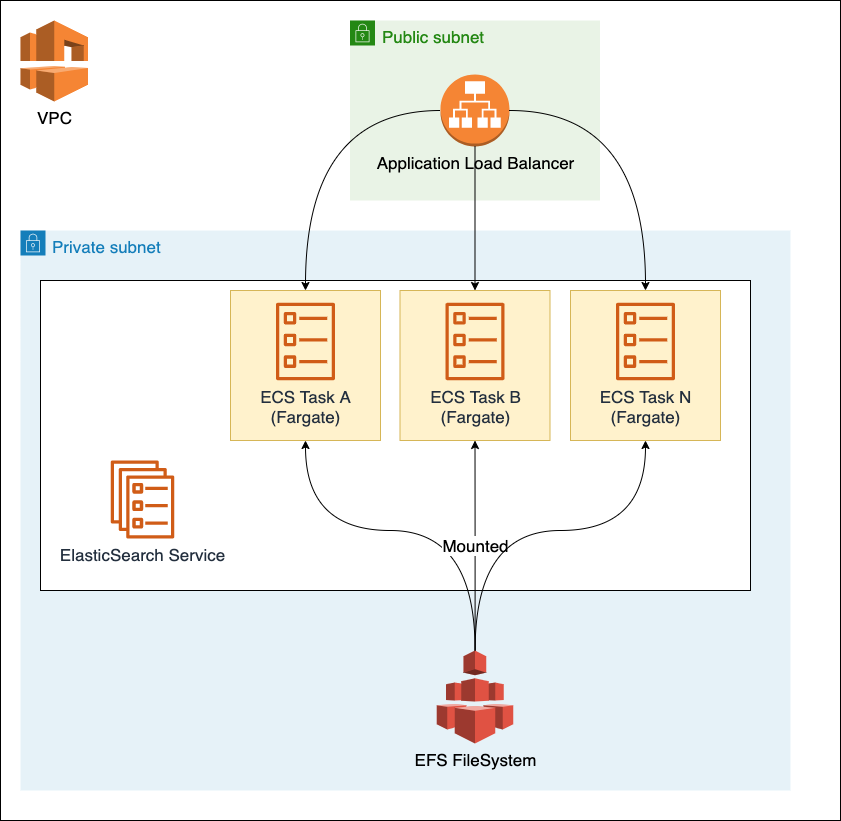 Public subnet
VPC
Application Load Balancer
Private subnet
ECS Task A
(Fargate)
ECS Task B
(Fargate)
ECS Task N
(Fargate)
Mounted
ElasticSearch Service
EFS FileSystem